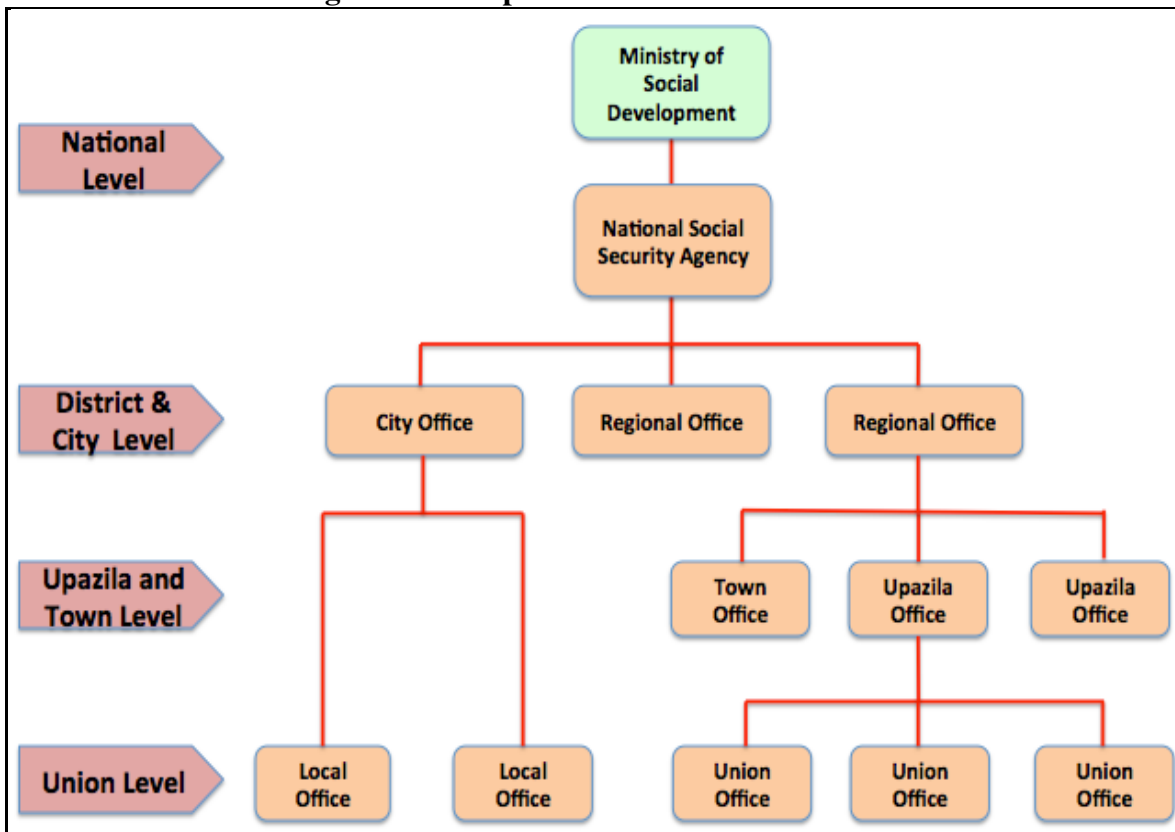 Ministry of
Social
Development
National
Level
National Social
Security Agency
District &
City Level
City Office
Regional Office
Regional Office
Upazila and
Town Level
Town
Office
Upazila
Office
Upazila
Office
Union Level
Local
Office
Local
Office
Union
Office
Union
Office
Union
Office